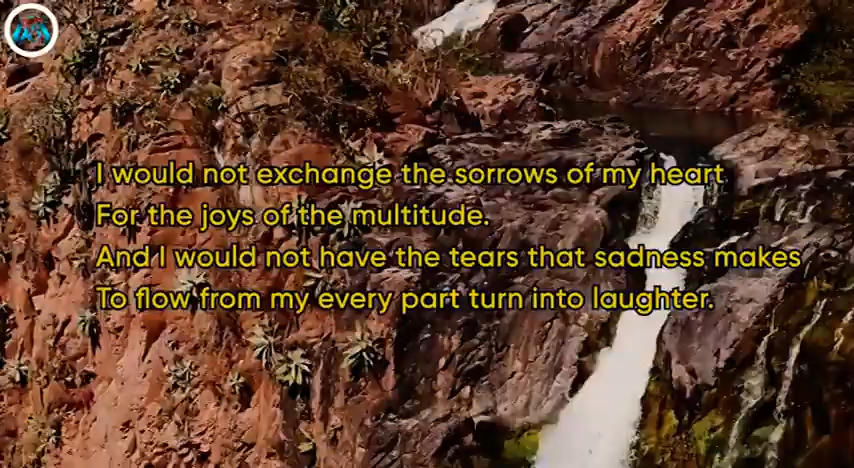 I would not exchange the sorrows of my heart
For the joys of the multitude.
And I would not have the tears that sadness makes
To flow from my every part turn into laughter.